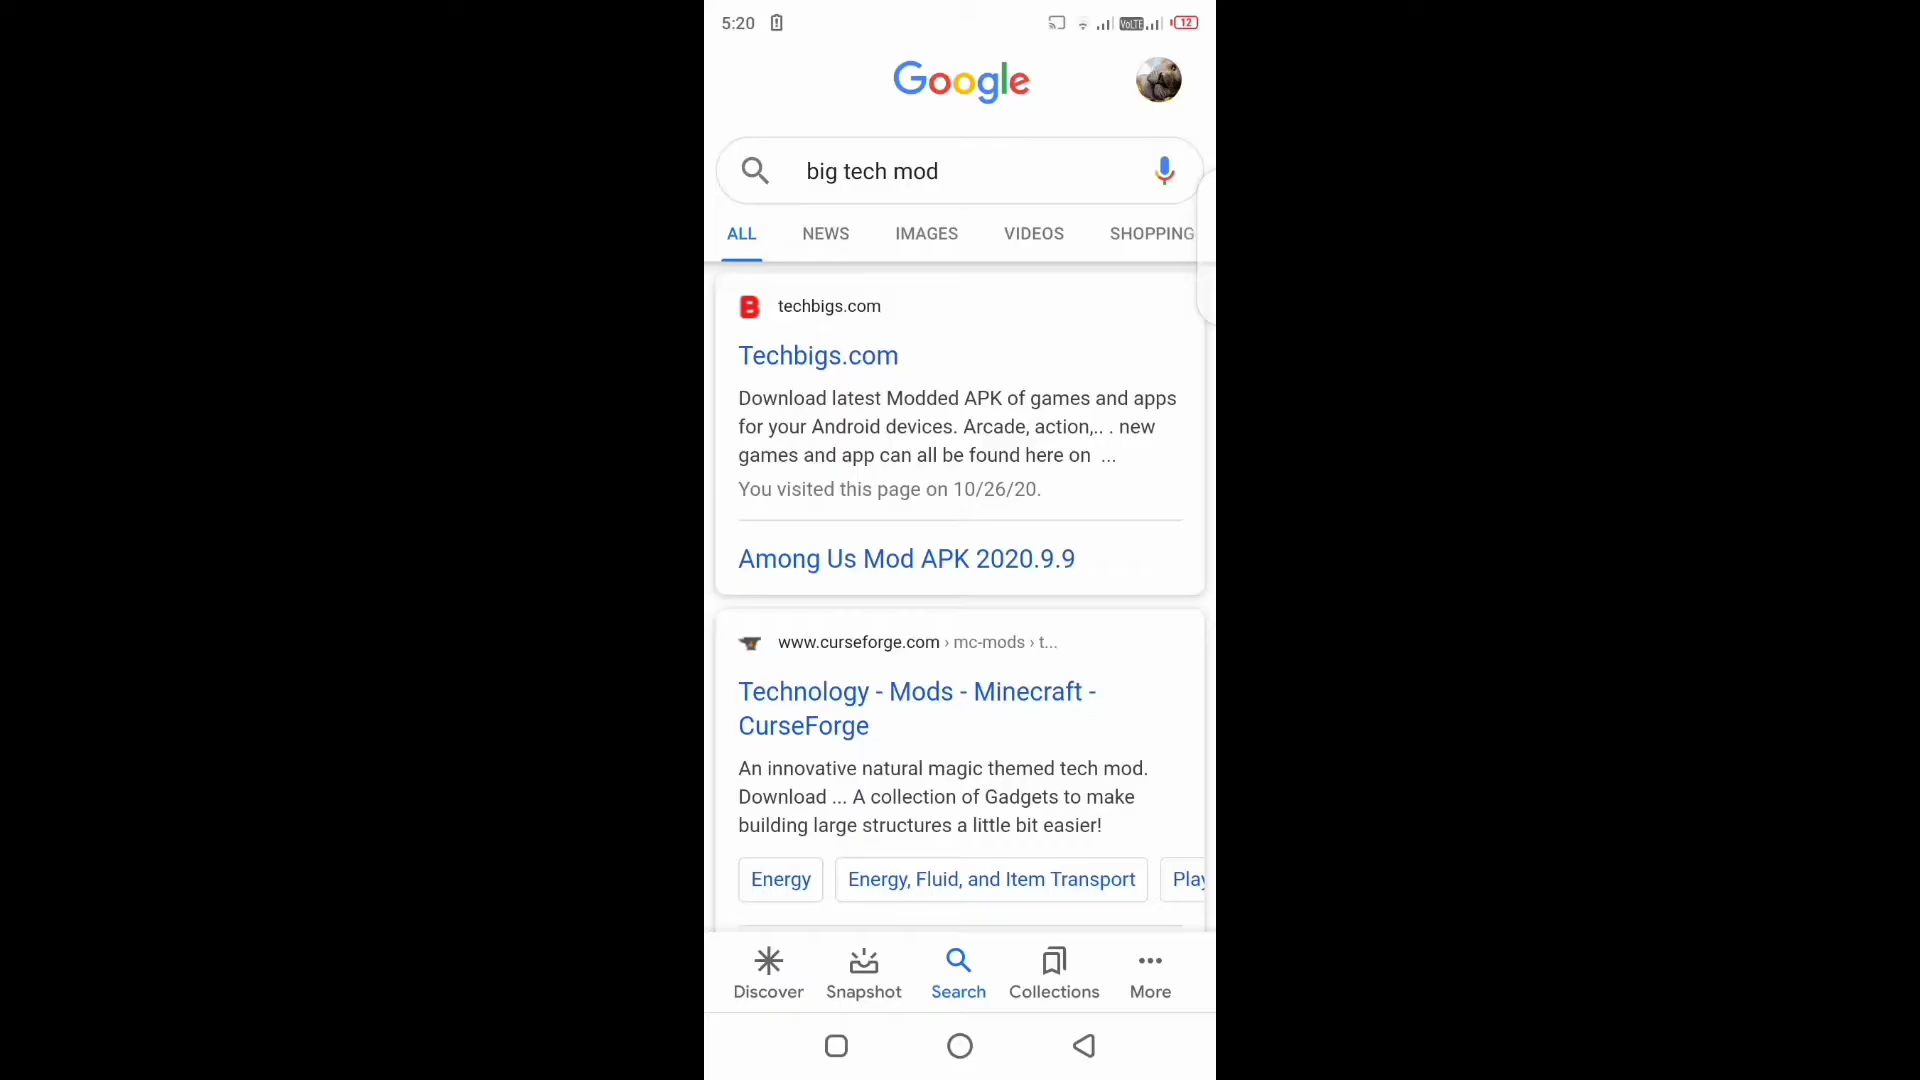 5:20
VoLTE
12
Google
big tech mod
ALL NEWS IMAGES VIDEOS SHOPPING
B techbigs.com
Techbigs.com
Download latest Modded APK of games and apps
for your Android devices. Arcade, action,.. . new
games and app can all be found here on ...
You visited this page on 10/26/20.
Among Us Mod APK 2020.9.9
www.curseforge.com › mc-mods › t...
Technology - Mods - Minecraft -
CurseForge
An innovative natural magic themed tech mod.
Download ... A collection of Gadgets to make
building large structures a little bit easier!
Energy Energy, Fluid, and Item Transport Play
Discover Snapshot Search Collections More